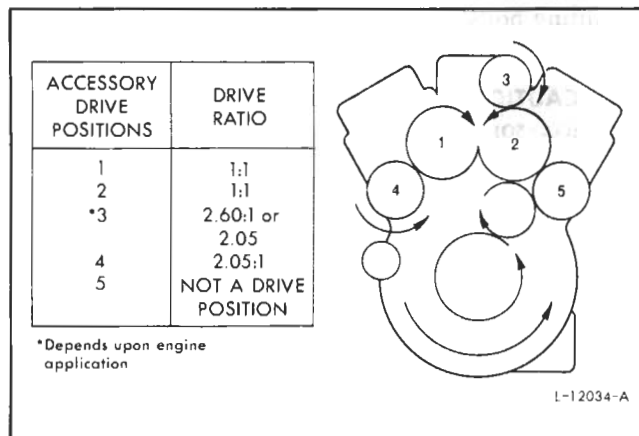 ACCESSORY
DRIVE
POSITIONS
DRIVE
RATIO
1 1:1
2 1:1
*3 2.60:1 or
2.05
4 2.05:1
5 NOT A DRIVE
POSITION
*Depends upon engine
application
1
2
3
4
5
L-12034-A